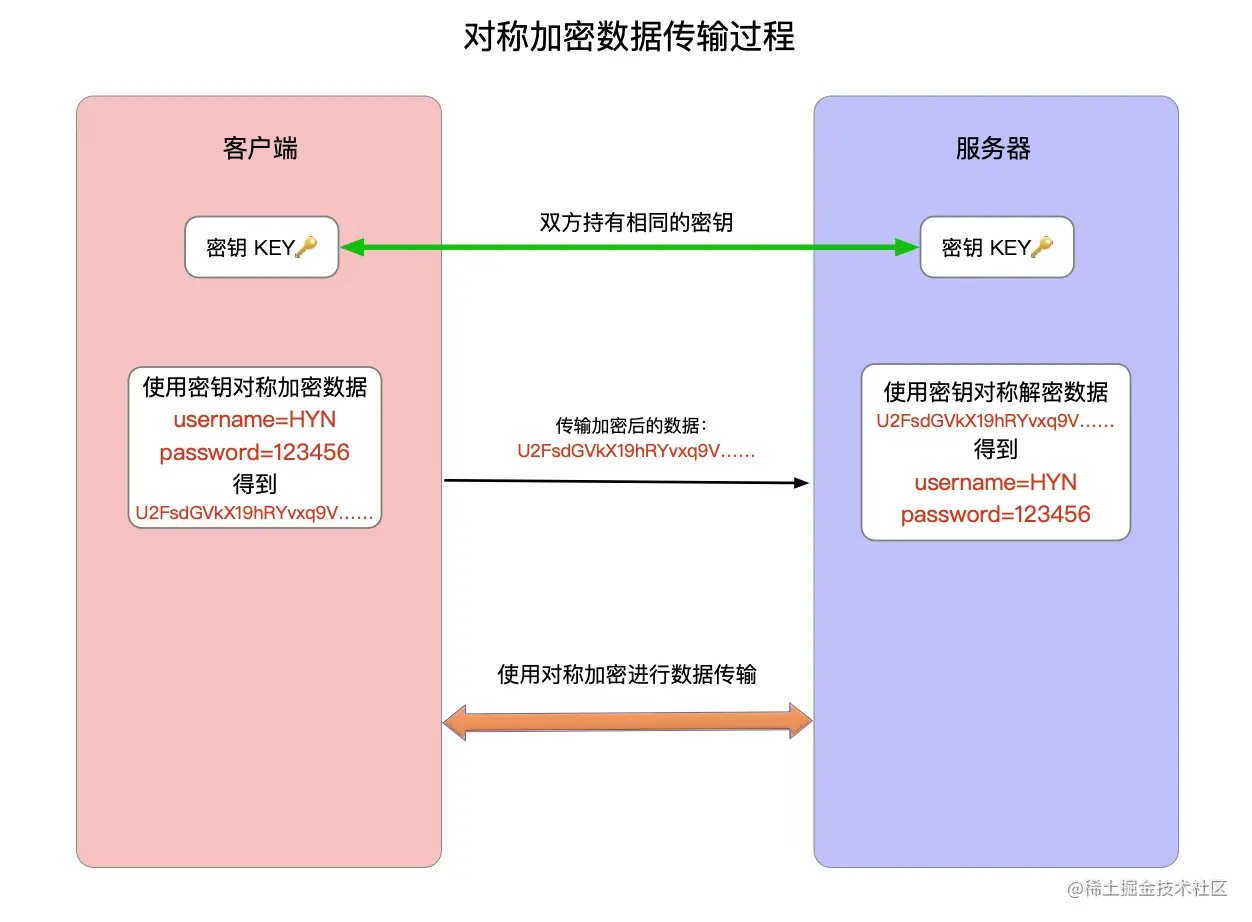 对称加密数据传输过程
客户端
服务器
双方持有相同的密钥
密钥 KEY🔑
密钥 KEY🔑
使用密钥对称加密数据
username=HYN
password=123456
得到
U2FsdGVkX19hRYvxq9V……
传输加密后的数据：
U2FsdGVkX19hRYvxq9V……
使用密钥对称解密数据
U2FsdGVkX19hRYvxq9V……
得到
username=HYN
password=123456
使用对称加密进行数据传输
@稀土掘金技术社区